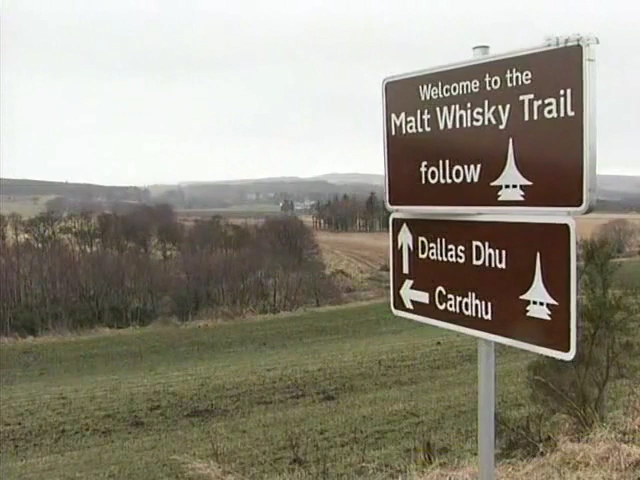 Welcome to the
Malt Whisky Trail
follow
Dallas Dhu
Cardhu